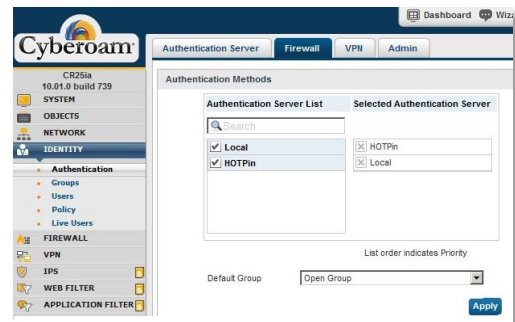 Dashboard Wiz
Cyberoam
Authentication Server Firewall VPN Admin
CR25ia
10.01.0 build 739
SYSTEM
OBJECTS
NETWORK
IDENTITY
Authentication
Groups
Users
Policy
Live Users
FIREWALL
VPN
IPS
WEB FILTER
APPLICATION FILTER
Authentication Methods
Authentication Server List Selected Authentication Server
Search
Local
HOTPin
HOTPin
Local
List order indicates Priority
Default Group Open Group
Apply